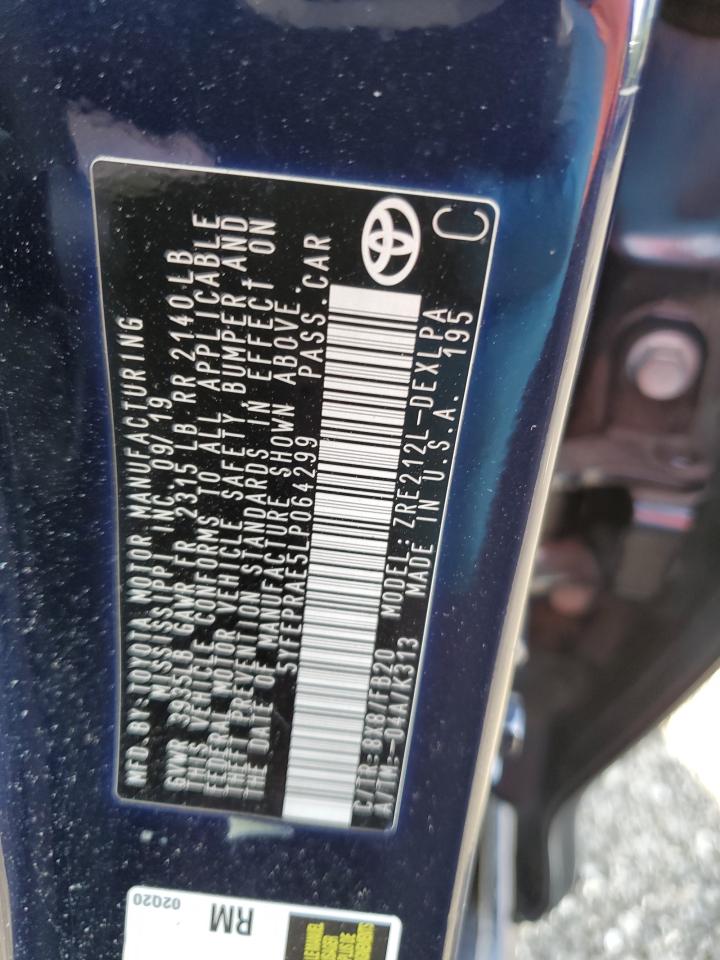 MFD.BY:TOYOTA MOTOR MANUFACTURING
MISSISSIPPI INC.09/19
GVWR 3935LB GAWR FR 2315 LB RR 2140LB
THIS VEHICLE CONFORMS TO ALL APPLICABLE
FEDERAL MOTOR VEHICLE SAFETY BUMPER AND
THEFT PREVENTION STANDARDS IN EFFECT ON
THE DATE OF MANUFACTURE SHOWN ABOVE.
5YFEPRAE5LP064299 PASS.CAR
C/TR:8X8/FB20 MODEL:ZRE212L-DEXLPA
A/TM:-04A/K313 MADE IN U.S.A. 195
C
RM
02Q20